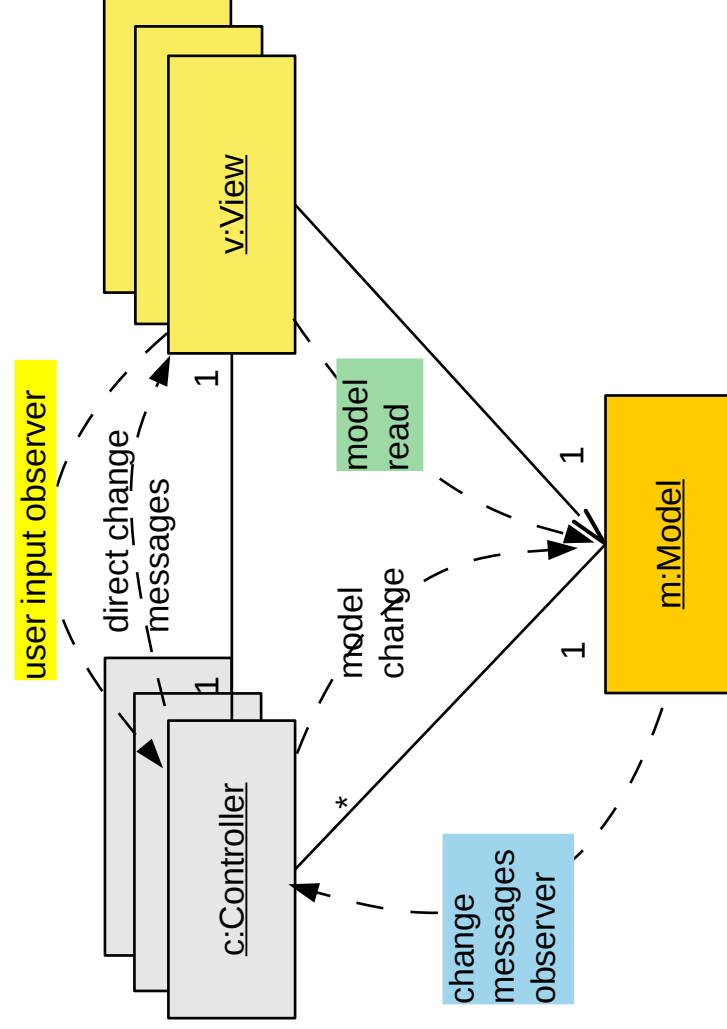 user input observer
direct change
messages
1
1
c:Controller
v:View
model
change
model
read
*
1
1
change
messages
observer
m:Model